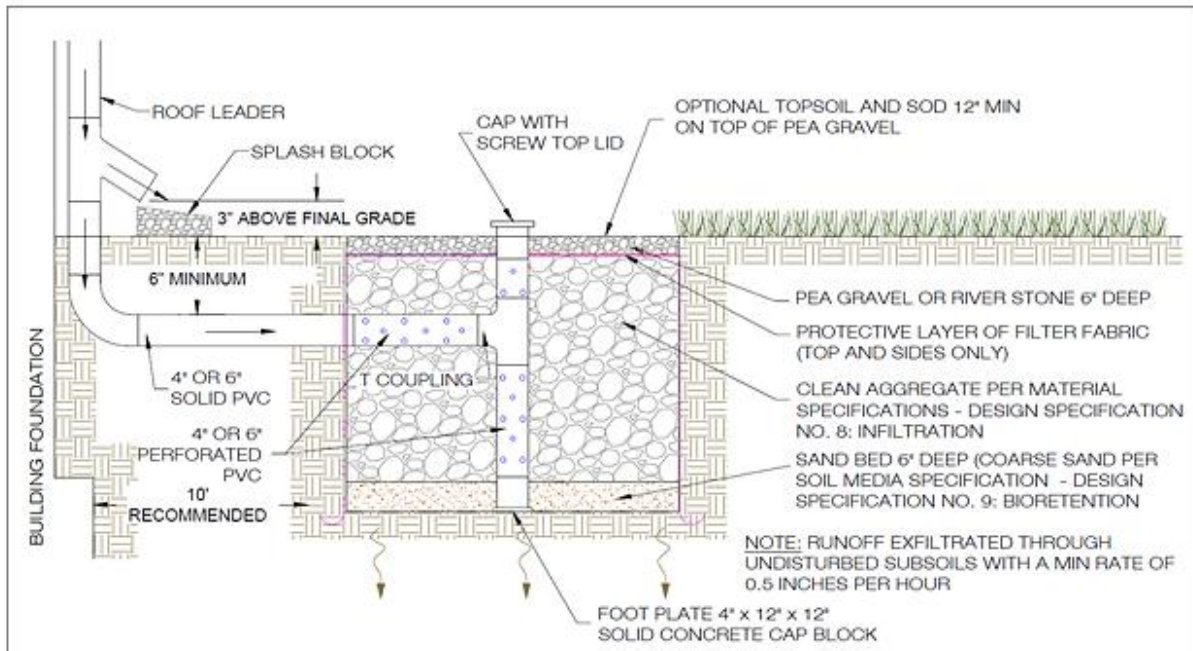 ROOF LEADER
SPLASH BLOCK
3" ABOVE FINAL GRADE
6" MINIMUM
CAP WITH
SCREW TOP LID
OPTIONAL TOPSOIL AND SOD 12" MIN
ON TOP OF PEA GRAVEL
PEA GRAVEL OR RIVER STONE 6" DEEP
PROTECTIVE LAYER OF FILTER FABRIC
(TOP AND SIDES ONLY)
CLEAN AGGREGATE PER MATERIAL
SPECIFICATIONS - DESIGN SPECIFICATION
NO. 8: INFILTRATION
SAND BED 6" DEEP (COARSE SAND PER
SOIL MEDIA SPECIFICATION - DESIGN
SPECIFICATION NO. 9: BIORETENTION
NOTE: RUNOFF EXFILTRATED THROUGH
UNDISTURBED SUBSOILS WITH A MIN RATE OF
0.5 INCHES PER HOUR
4" OR 6"
SOLID PVC
T COUPLING
4" OR 6"
PERFORATED
PVC
10'
RECOMMENDED
BUILDING FOUNDATION
FOOT PLATE 4" x 12" x 12"
SOLID CONCRETE CAP BLOCK